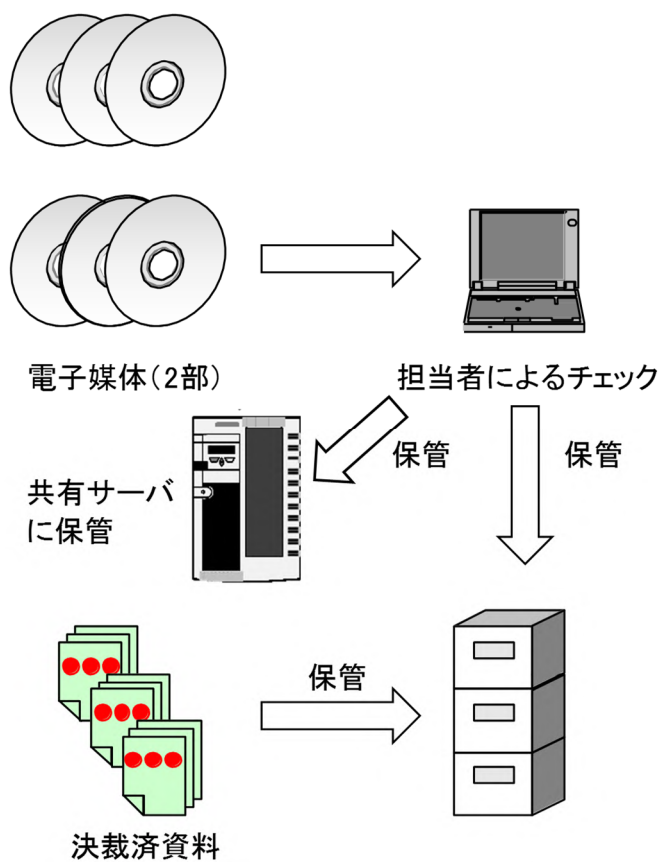 電子媒体（2部）
担当者によるチェック
保管
保管
共有サーバ
に保管
保管
決裁済資料